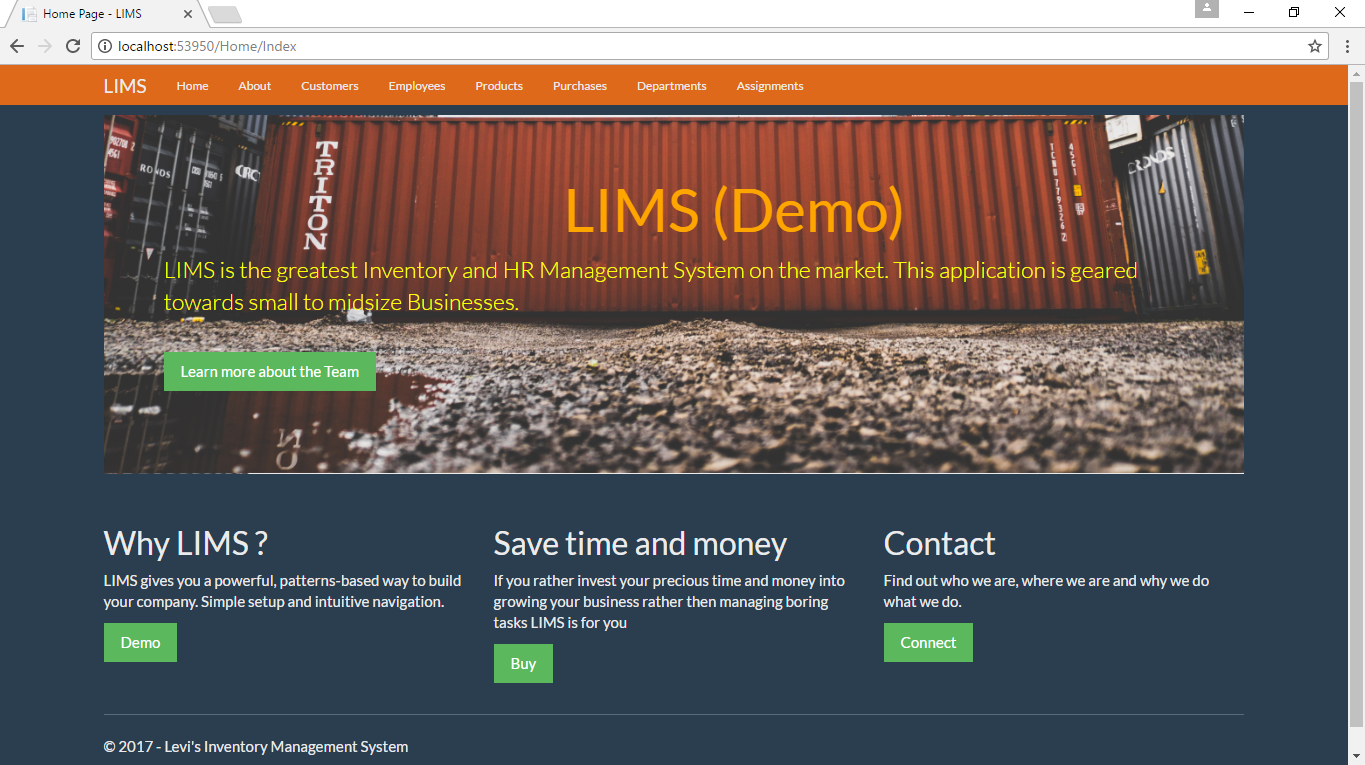 Home Page - LIMS
localhost:53950/Home/Index
LIMS Home About Customers Employees Products Purchases Departments Assignments
TRITON
CRONOS
LIMS (Demo)
LIMS is the greatest Inventory and HR Management System on the market. This application is geared
towards small to midsize Businesses.
Learn more about the Team
Why LIMS ?
LIMS gives you a powerful, patterns-based way to build
your company. Simple setup and intuitive navigation.
Demo
Save time and money
If you rather invest your precious time and money into
growing your business rather then managing boring
tasks LIMS is for you
Buy
Contact
Find out who we are, where we are and why we do
what we do.
Connect
© 2017 - Levi's Inventory Management System